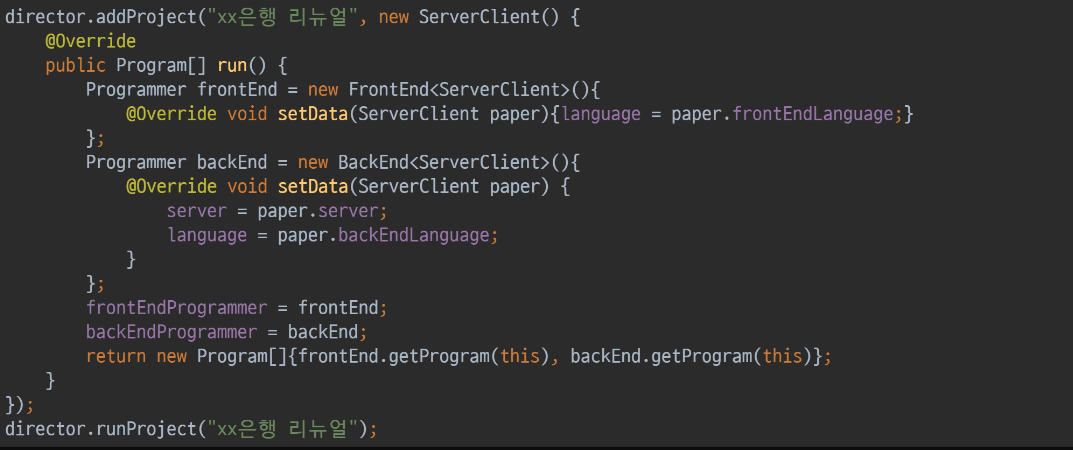 director.addProject("xx은행 리뉴얼", new ServerClient() {
    @Override
    public Program[] run() {
        Programmer frontEnd = new FrontEnd<ServerClient>(){
            @Override void setData(ServerClient paper){language = paper.frontEndLanguage;}
        };
        Programmer backEnd = new BackEnd<ServerClient>(){
            @Override void setData(ServerClient paper) {
                server = paper.server;
                language = paper.backEndLanguage;
            }
        };
        frontEndProgrammer = frontEnd;
        backEndProgrammer = backEnd;
        return new Program[]{frontEnd.getProgram(this), backEnd.getProgram(this)};
    }
});
director.runProject("xx은행 리뉴얼");